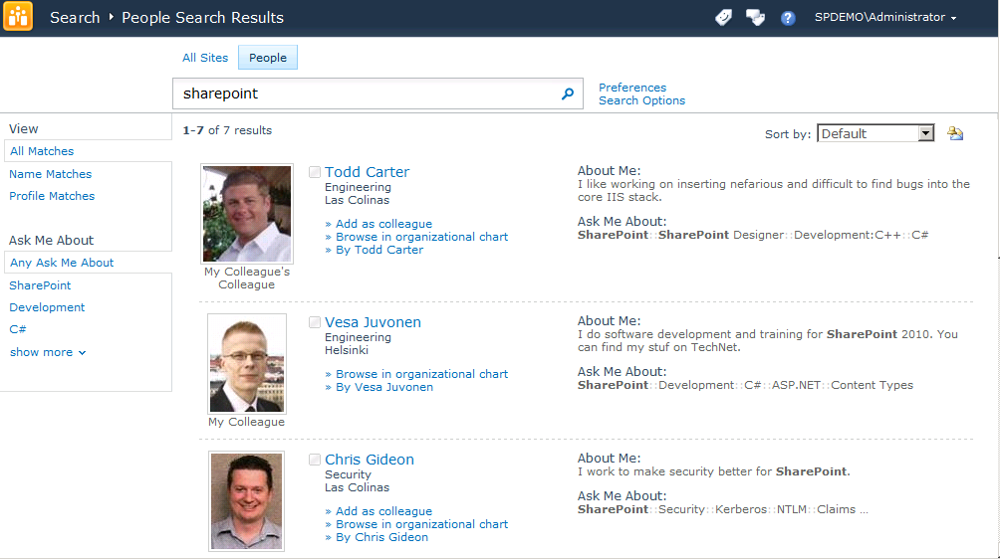 Search ‣ People Search Results
SPDEMO\Administrator
All Sites
People
sharepoint
Preferences
Search Options
View
All Matches
Name Matches
Profile Matches
Ask Me About
Any Ask Me About
SharePoint
Development
C#
show more
1-7 of 7 results
Sort by: Default
My Colleague's
Colleague
Todd Carter
Engineering
Las Colinas
» Add as colleague
» Browse in organizational chart
» By Todd Carter
About Me:
I like working on inserting nefarious and difficult to find bugs into the
core IIS stack.
Ask Me About:
SharePoint::SharePoint Designer::Development:C++::C#
My Colleague
Vesa Juvonen
Engineering
Helsinki
» Browse in organizational chart
» By Vesa Juvonen
About Me:
I do software development and training for SharePoint 2010. You
can find my stuf on TechNet.
Ask Me About:
SharePoint::Development::C#::ASP.NET::Content Types
Chris Gideon
Security
Las Colinas
» Add as colleague
» Browse in organizational chart
» By Chris Gideon
About Me:
I work to make security better for SharePoint.
Ask Me About:
SharePoint::Security::Kerberos::NTLM::Claims ...